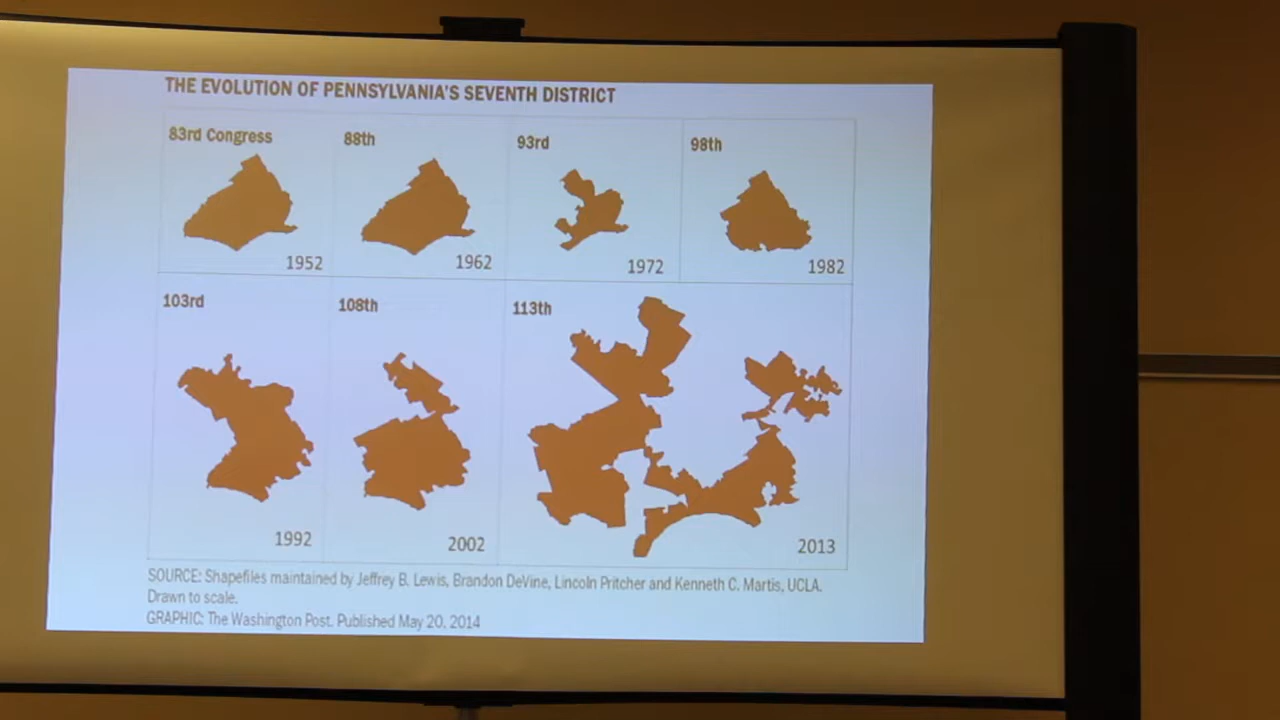 THE EVOLUTION OF PENNSYLVANIA'S SEVENTH DISTRICT
83rd Congress
88th
93rd
98th
1952
1962
1972
1982
103rd
108th
113th
1992
2002
2013
SOURCE: Shapefiles maintained by Jeffrey B. Lewis, Brandon DeVine, Lincoln Pritcher and Kenneth C. Martis, UCLA.
Drawn to scale.
GRAPHIC: The Washington Post. Published May 20, 2014